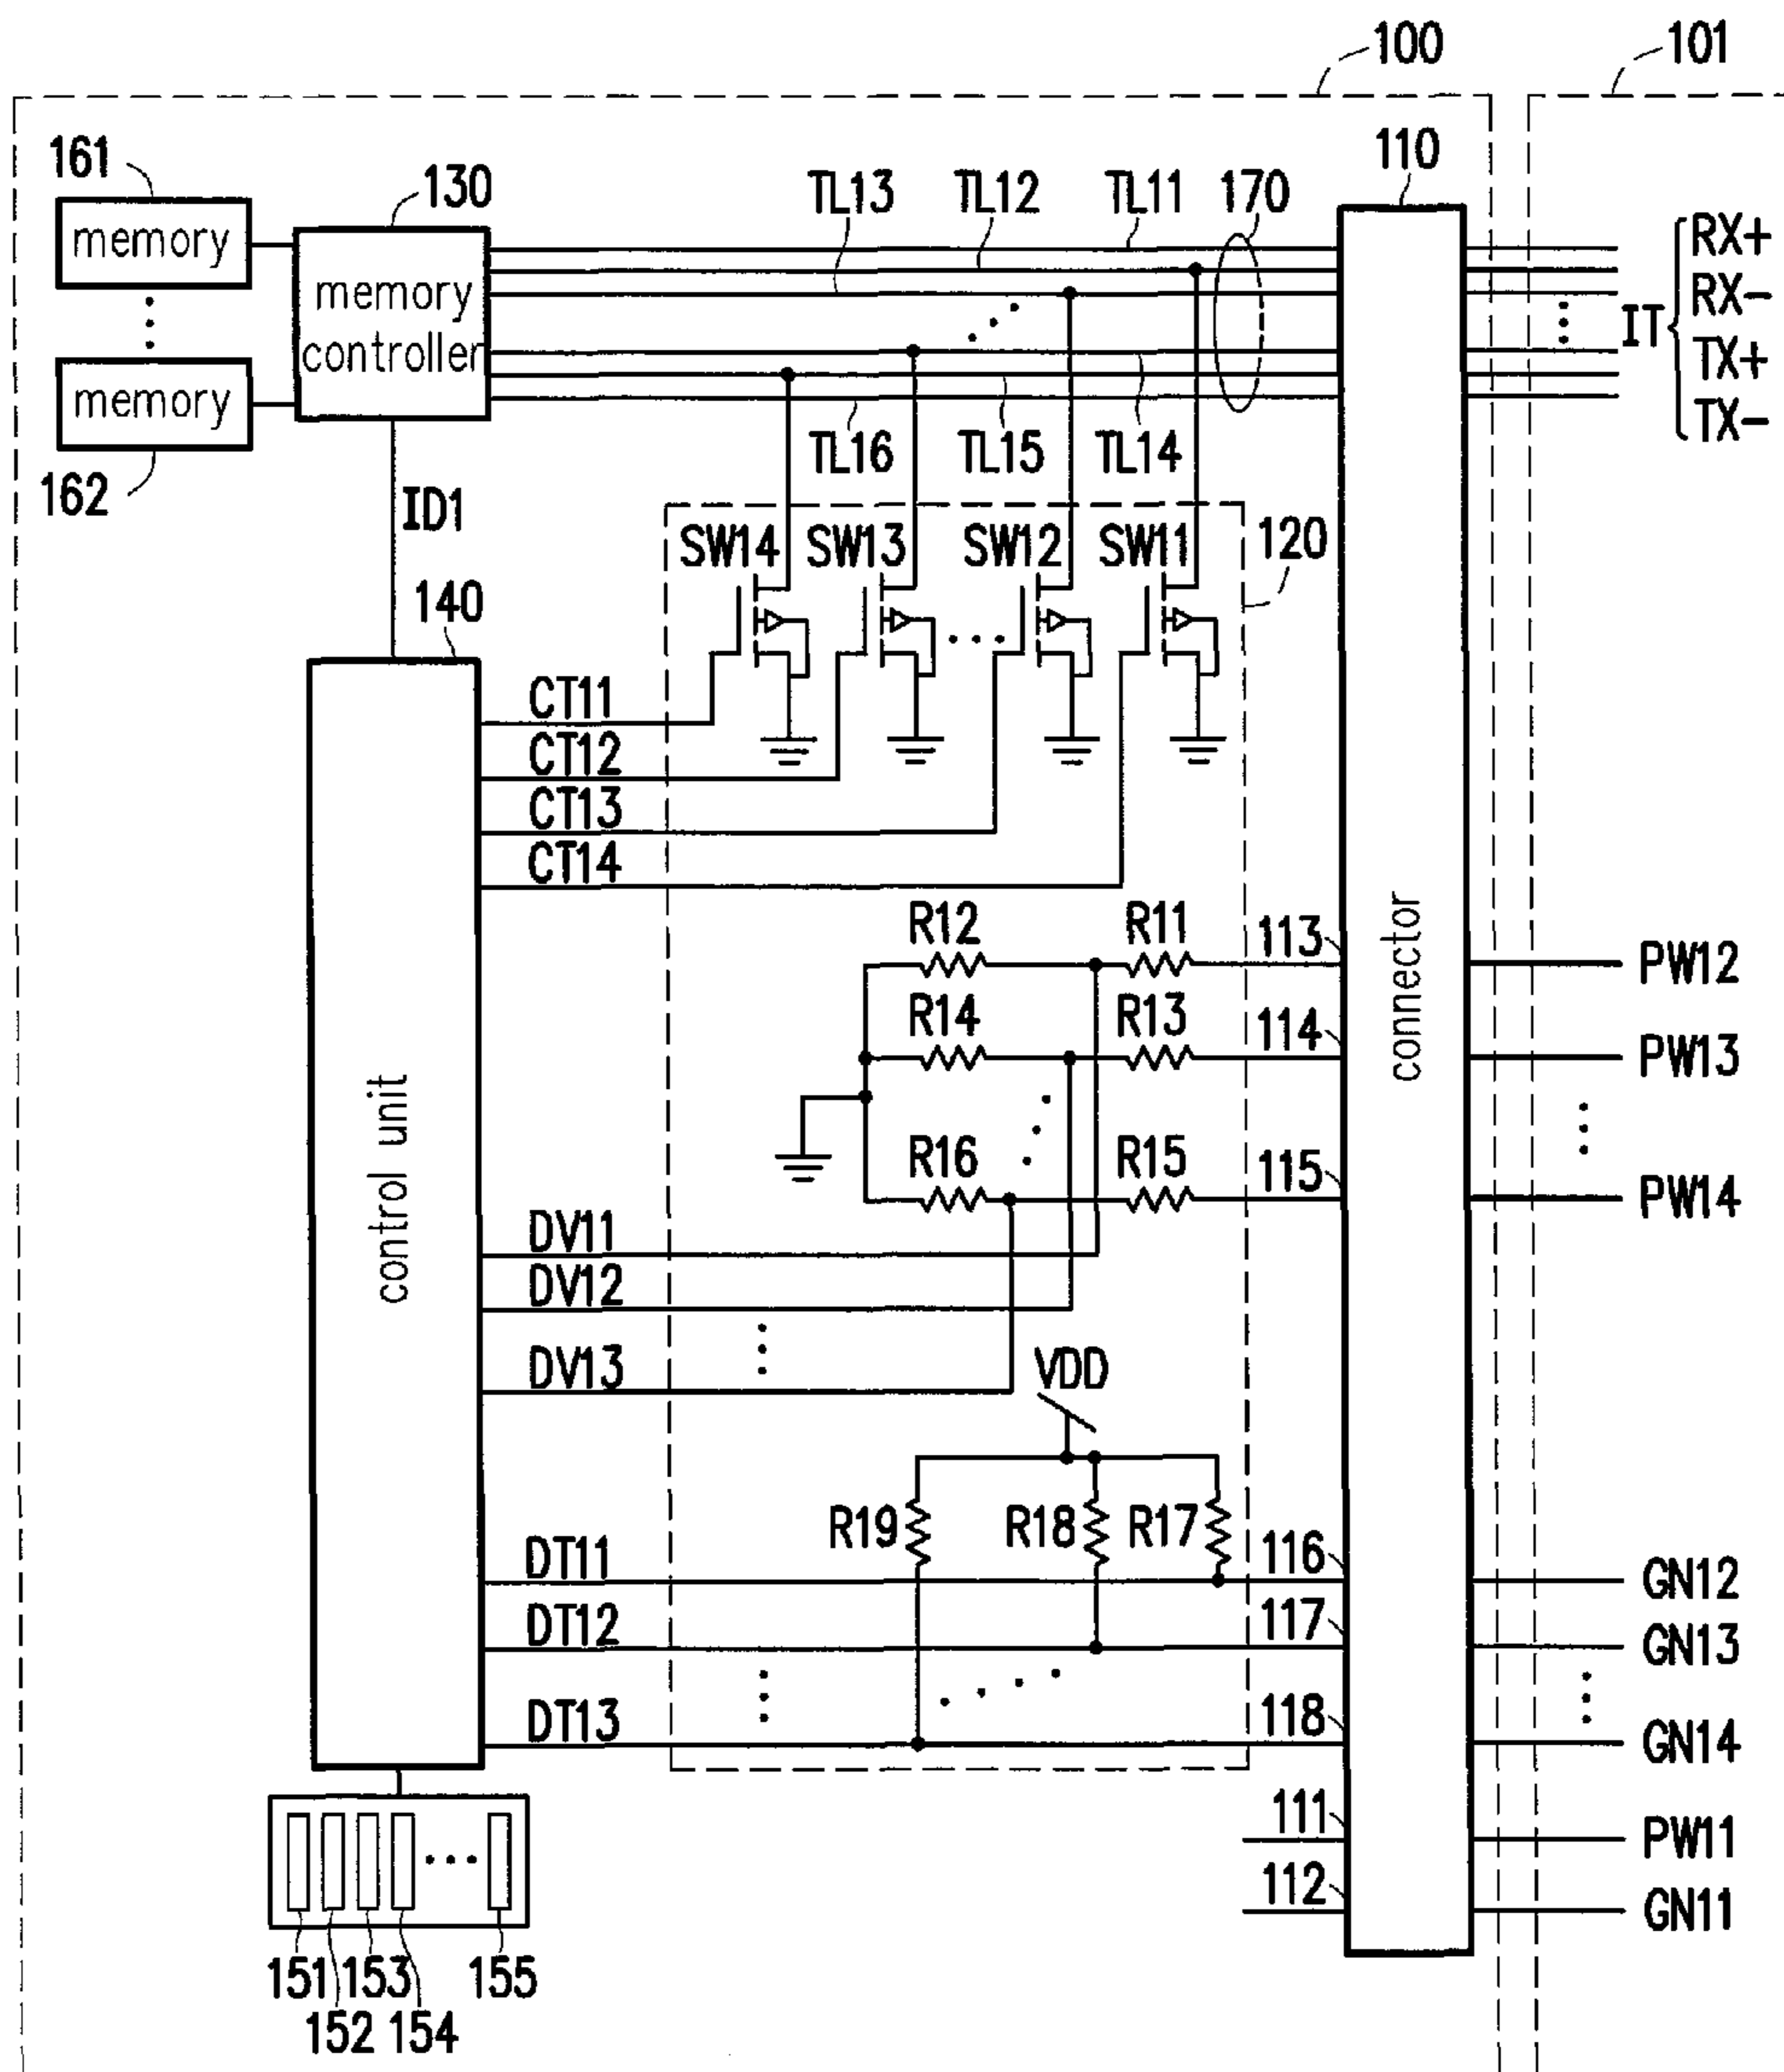 100
101
161
130
TL13
TL12
TL11
170
110
memory
memory
controller
RX+
RX-
IT
TX+
TX-
memory
162
ID1
TL16
TL15
TL14
SW14
SW13
SW12
SW11
120
140
CT11
CT12
CT13
CT14
R12
R11
113
PW12
R14
R13
114
PW13
connector
control unit
R16
R15
115
PW14
DV11
DV12
DV13
VDD
R19
R18
R17
DT11
116
GN12
DT12
117
GN13
DT13
118
GN14
111
PW11
112
GN11
151
153
155
152
154